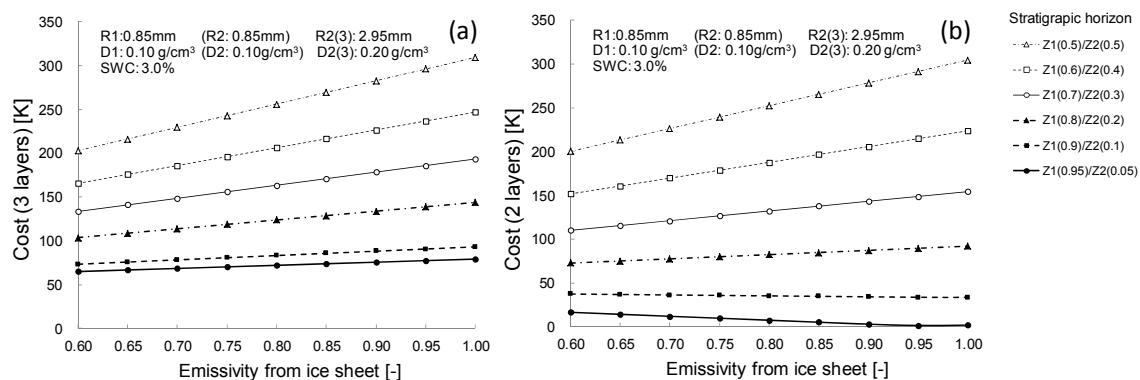 R1:0.85mm (R2: 0.85mm) R2(3): 2.95mm
D1: 0.10 g/cm³ (D2: 0.10g/cm³) D2(3): 0.20 g/cm³
SWC: 3.0%
(a)
Cost (3 layers) [K]
350
300
250
200
150
100
50
0
0.60 0.65 0.70 0.75 0.80 0.85 0.90 0.95 1.00
Emissivity from ice sheet [-]
R1:0.85mm (R2: 0.85mm) R2(3): 2.95mm
D1: 0.10 g/cm³ (D2: 0.10g/cm³) D2(3): 0.20 g/cm³
SWC: 3.0%
(b)
Cost (2 layers) [K]
350
300
250
200
150
100
50
0
0.60 0.65 0.70 0.75 0.80 0.85 0.90 0.95 1.00
Emissivity from ice sheet [-]
Stratigrapic horizon
Z1(0.5)/Z2(0.5)
Z1(0.6)/Z2(0.4)
Z1(0.7)/Z2(0.3)
Z1(0.8)/Z2(0.2)
Z1(0.9)/Z2(0.1)
Z1(0.95)/Z2(0.05)